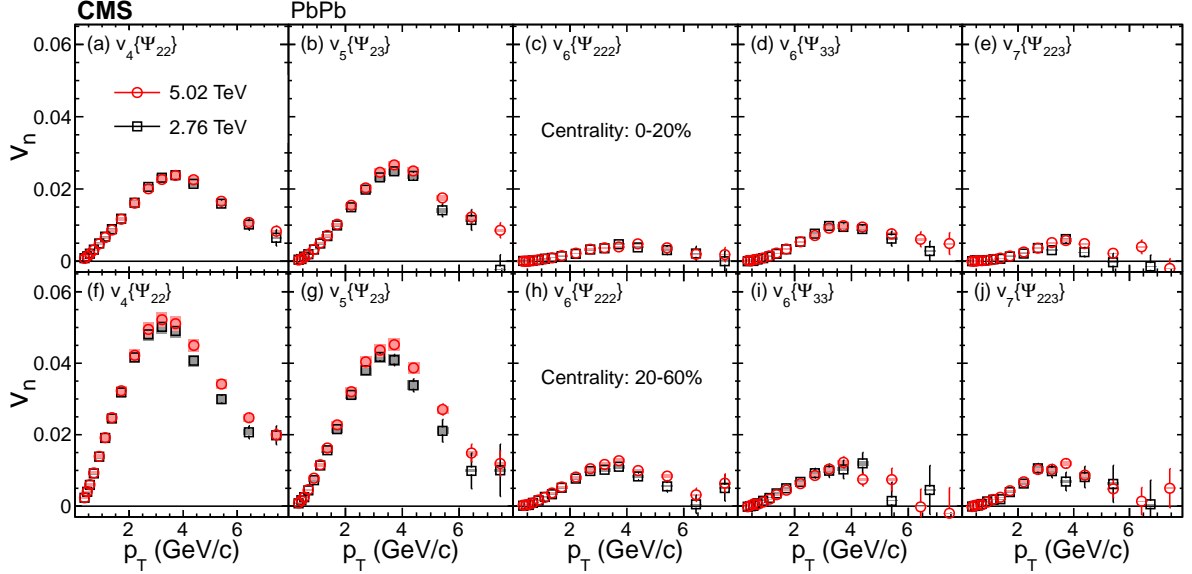 CMS PbPb
(a) v4{Ψ22} (b) v5{Ψ23} (c) v6{Ψ222} (d) v6{Ψ33} (e) v7{Ψ223}
0.06
5.02 TeV
2.76 TeV
Centrality: 0-20%
0.04
vn
0.02
0
(f) v4{Ψ22} (g) v5{Ψ23} (h) v6{Ψ222} (i) v6{Ψ33} (j) v7{Ψ223}
0.06
Centrality: 20-60%
0.04
vn
0.02
0
2 4 6 2 4 6 2 4 6 2 4 6 2 4 6
pT (GeV/c) pT (GeV/c) pT (GeV/c) pT (GeV/c) pT (GeV/c)